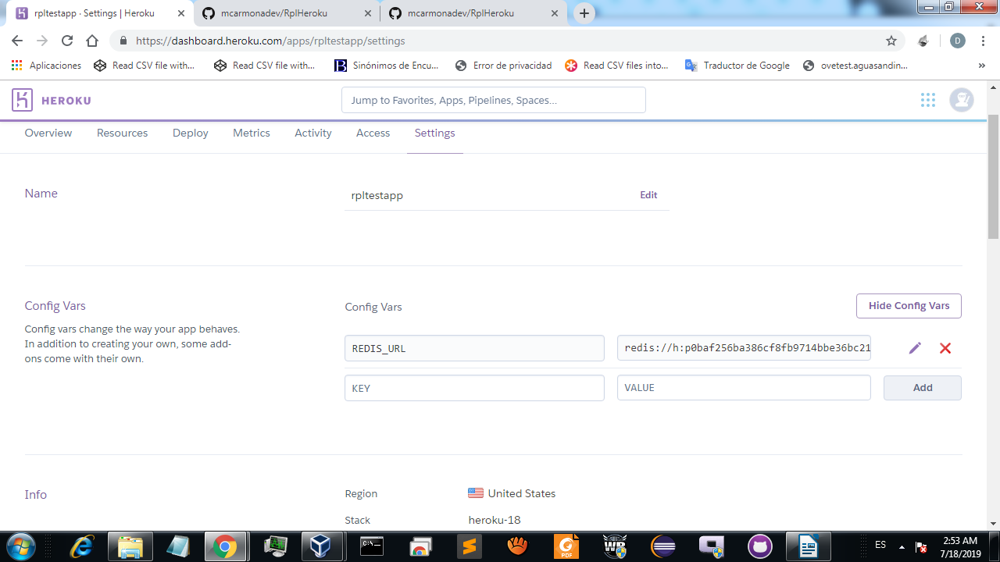 rpltestapp · Settings | Heroku
mcarmonadev/RplHeroku
mcarmonadev/RplHeroku
https://dashboard.heroku.com/apps/rpltestapp/settings
D
Aplicaciones
Read CSV file with...
Read CSV file with...
B
Sinónimos de Encu...
Error de privacidad
Read CSV files into...
Traductor de Google
ovetest.aguasandin...
»
HEROKU
Jump to Favorites, Apps, Pipelines, Spaces...
Overview
Resources
Deploy
Metrics
Activity
Access
Settings
Name
rpltestapp
Edit
Config Vars
Config vars change the way your app behaves.
In addition to creating your own, some add-
ons come with their own.
Config Vars
Hide Config Vars
REDIS_URL
redis://h:p0baf256ba386cf8fb9714bbe36bc21
KEY
VALUE
Add
Info
Region
United States
Stack
heroku-18
C:\
G
PDF
WP
ES
2:53 AM
7/18/2019